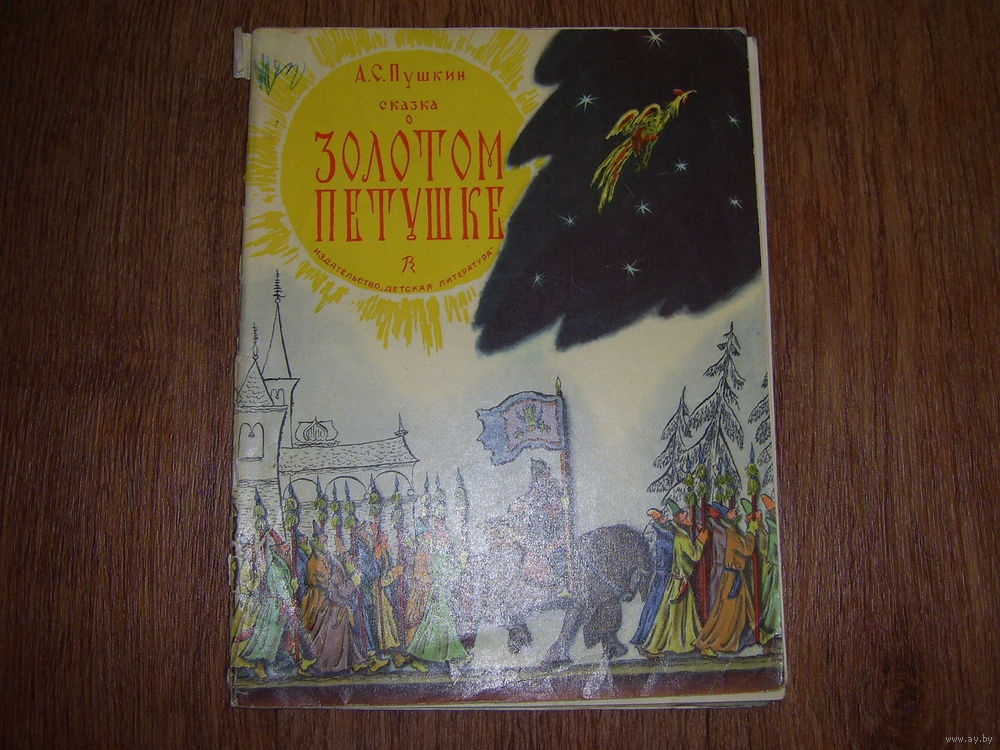 А.С.Пушкин
сказка
о
ЗОЛОТОМ
ПЕТУШКЕ
ИЗДАТЕЛЬСТВО „ДЕТСКАЯ ЛИТЕРАТУРА"
www.ay.by